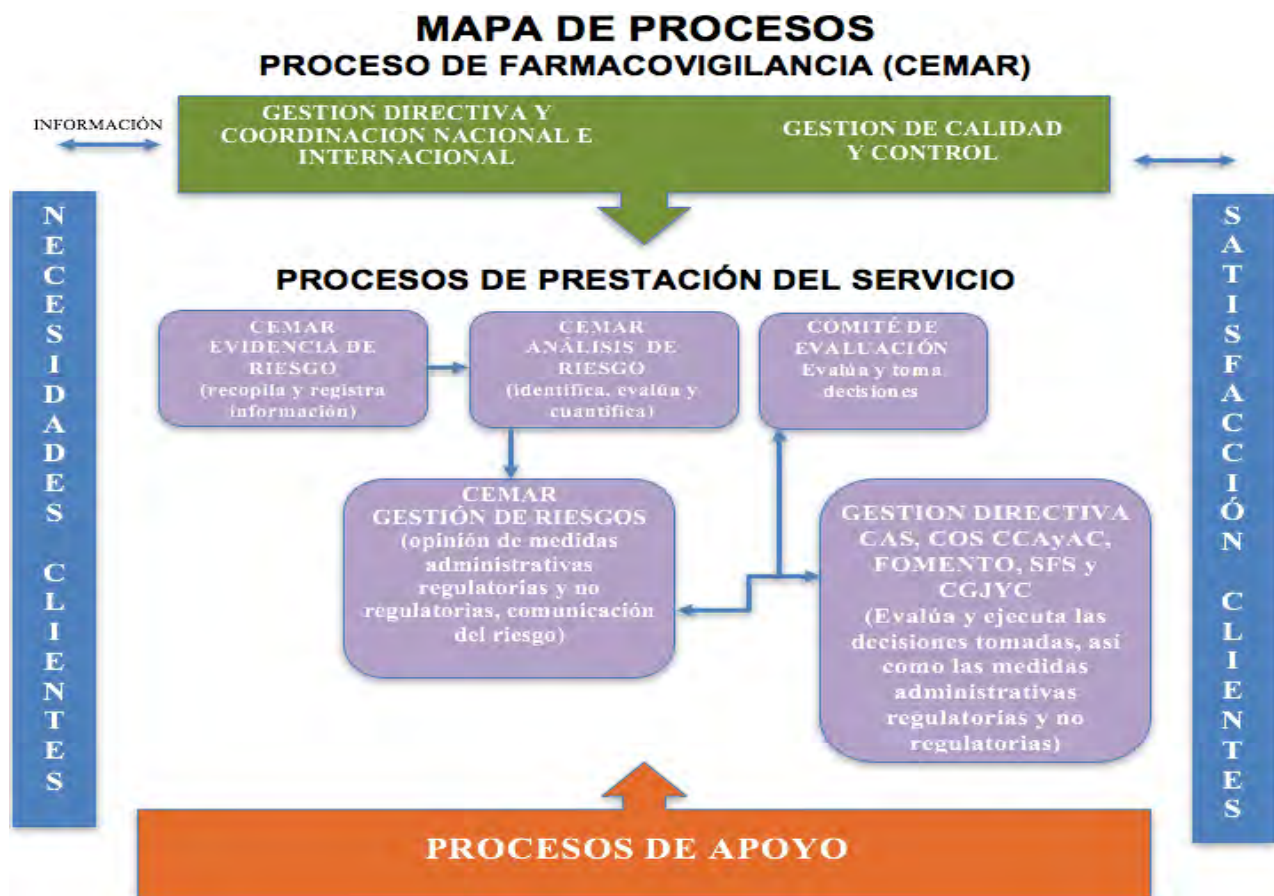 MAPA DE PROCESOS
PROCESO DE FARMACOVIGILANCIA (CEMAR)
INFORMACIÓN
GESTION DIRECTIVA Y
COORDINACION NACIONAL E
INTERNACIONAL
GESTION DE CALIDAD
Y CONTROL
NECESIDADES CLIENTES
SATISFACCIÓN CLIENTES
PROCESOS DE PRESTACIÓN DEL SERVICIO
CEMAR
EVIDENCIA DE
RIESGO
(recopila y registra
información)
CEMAR
ANÁLISIS DE
RIESGO
(identifica, evalúa y
cuantifica)
COMITÉ DE
EVALUACIÓN
Evalúa y toma
decisiones
CEMAR
GESTIÓN DE RIESGOS
(opinión de medidas
administrativas
regulatorias y no
regulatorias, comunicación
del riesgo)
GESTION DIRECTIVA
CAS, COS CCAyAC,
FOMENTO, SFS y
CGJYC
(Evalúa y ejecuta las
decisiones tomadas, así
como las medidas
administrativas
regulatorias y no
regulatorias)
PROCESOS DE APOYO